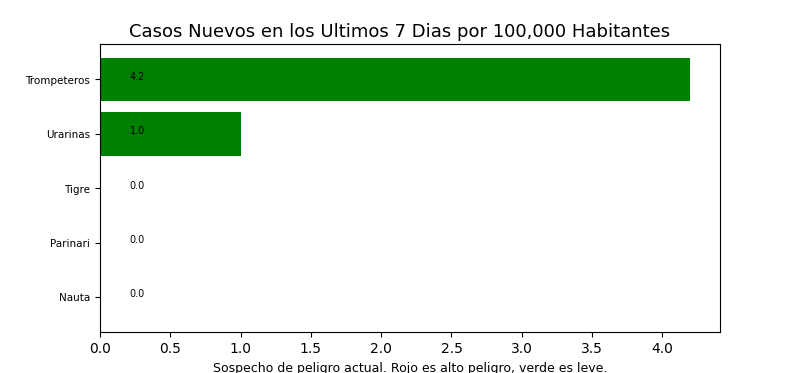 Casos Nuevos en los Ultimos 7 Dias por 100,000 Habitantes
Trompeteros 4.2
Urarinas 1.0
Tigre 0.0
Parinari 0.0
Nauta 0.0
0.0 0.5 1.0 1.5 2.0 2.5 3.0 3.5 4.0
Sospecho de peligro actual. Rojo es alto peligro, verde es leve.